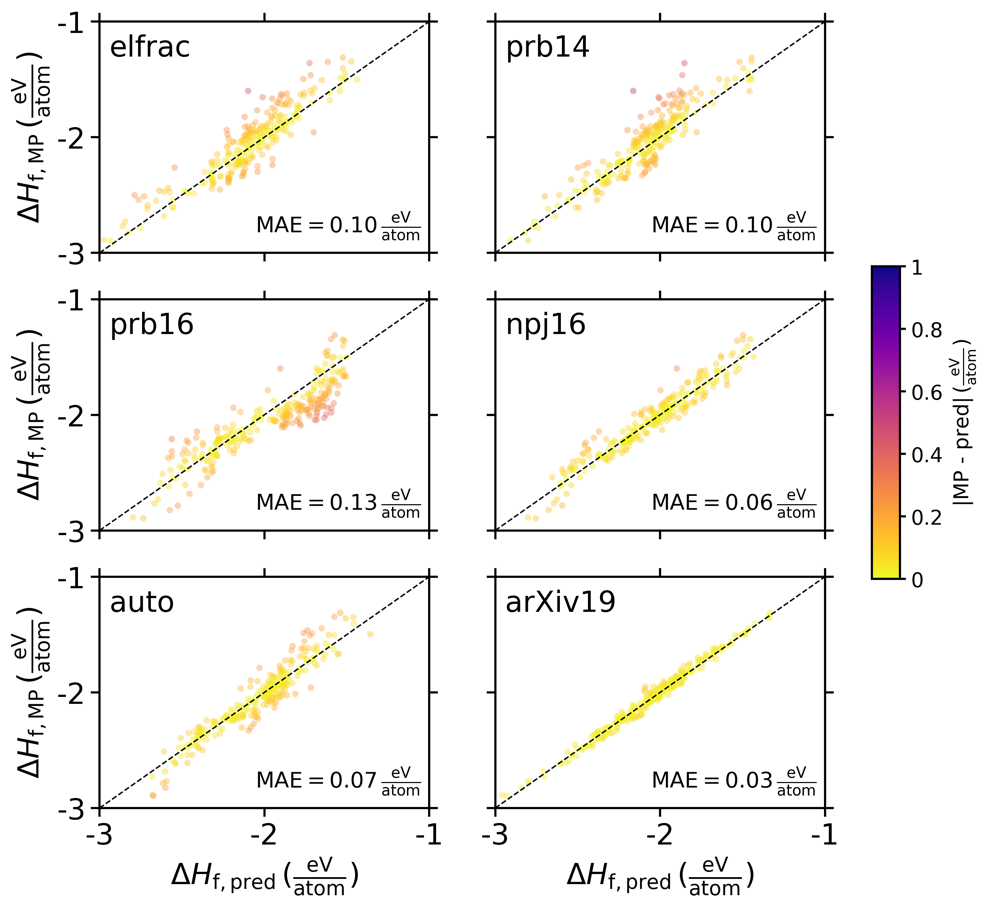 -1
elfrac
prb14
ΔH_f, MP (eV/atom)
-2
MAE = 0.10 eV/atom
MAE = 0.10 eV/atom
-3
-1
prb16
npj16
ΔH_f, MP (eV/atom)
-2
MAE = 0.13 eV/atom
MAE = 0.06 eV/atom
-3
-1
auto
arXiv19
ΔH_f, MP (eV/atom)
-2
MAE = 0.07 eV/atom
MAE = 0.03 eV/atom
-3
-3 -2 -1
-3 -2 -1
ΔH_f, pred (eV/atom)
ΔH_f, pred (eV/atom)
1
0.8
0.6
0.4
0.2
0
|MP - pred| (eV/atom)